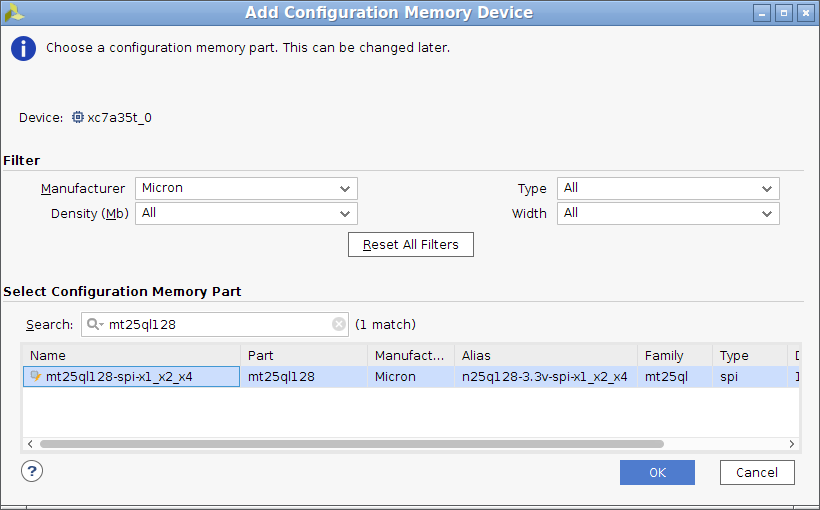 Add Configuration Memory Device
Choose a configuration memory part. This can be changed later.
Device: xc7a35t_0
Filter
Manufacturer Micron Type All
Density (Mb) All Width All
Reset All Filters
Select Configuration Memory Part
Search: mt25ql128 (1 match)
Name Part Manufact... Alias Family Type
mt25ql128-spi-x1_x2_x4 mt25ql128 Micron n25q128-3.3v-spi-x1_x2_x4 mt25ql spi
? OK Cancel